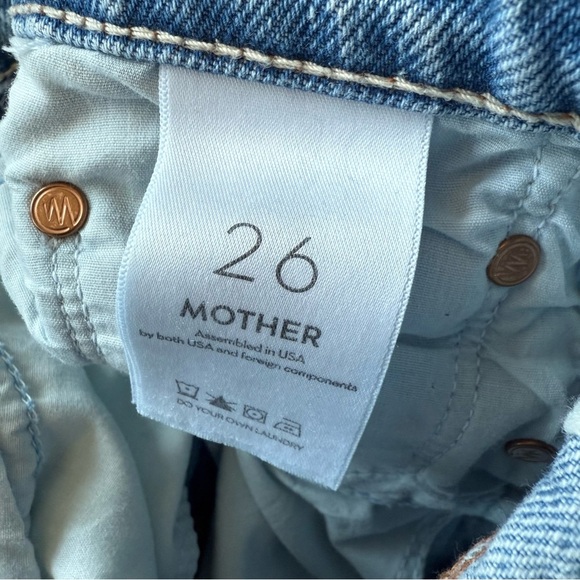 26
MOTHER
Assembled in USA
by both USA and foreign components
DO YOUR OWN LAUNDRY